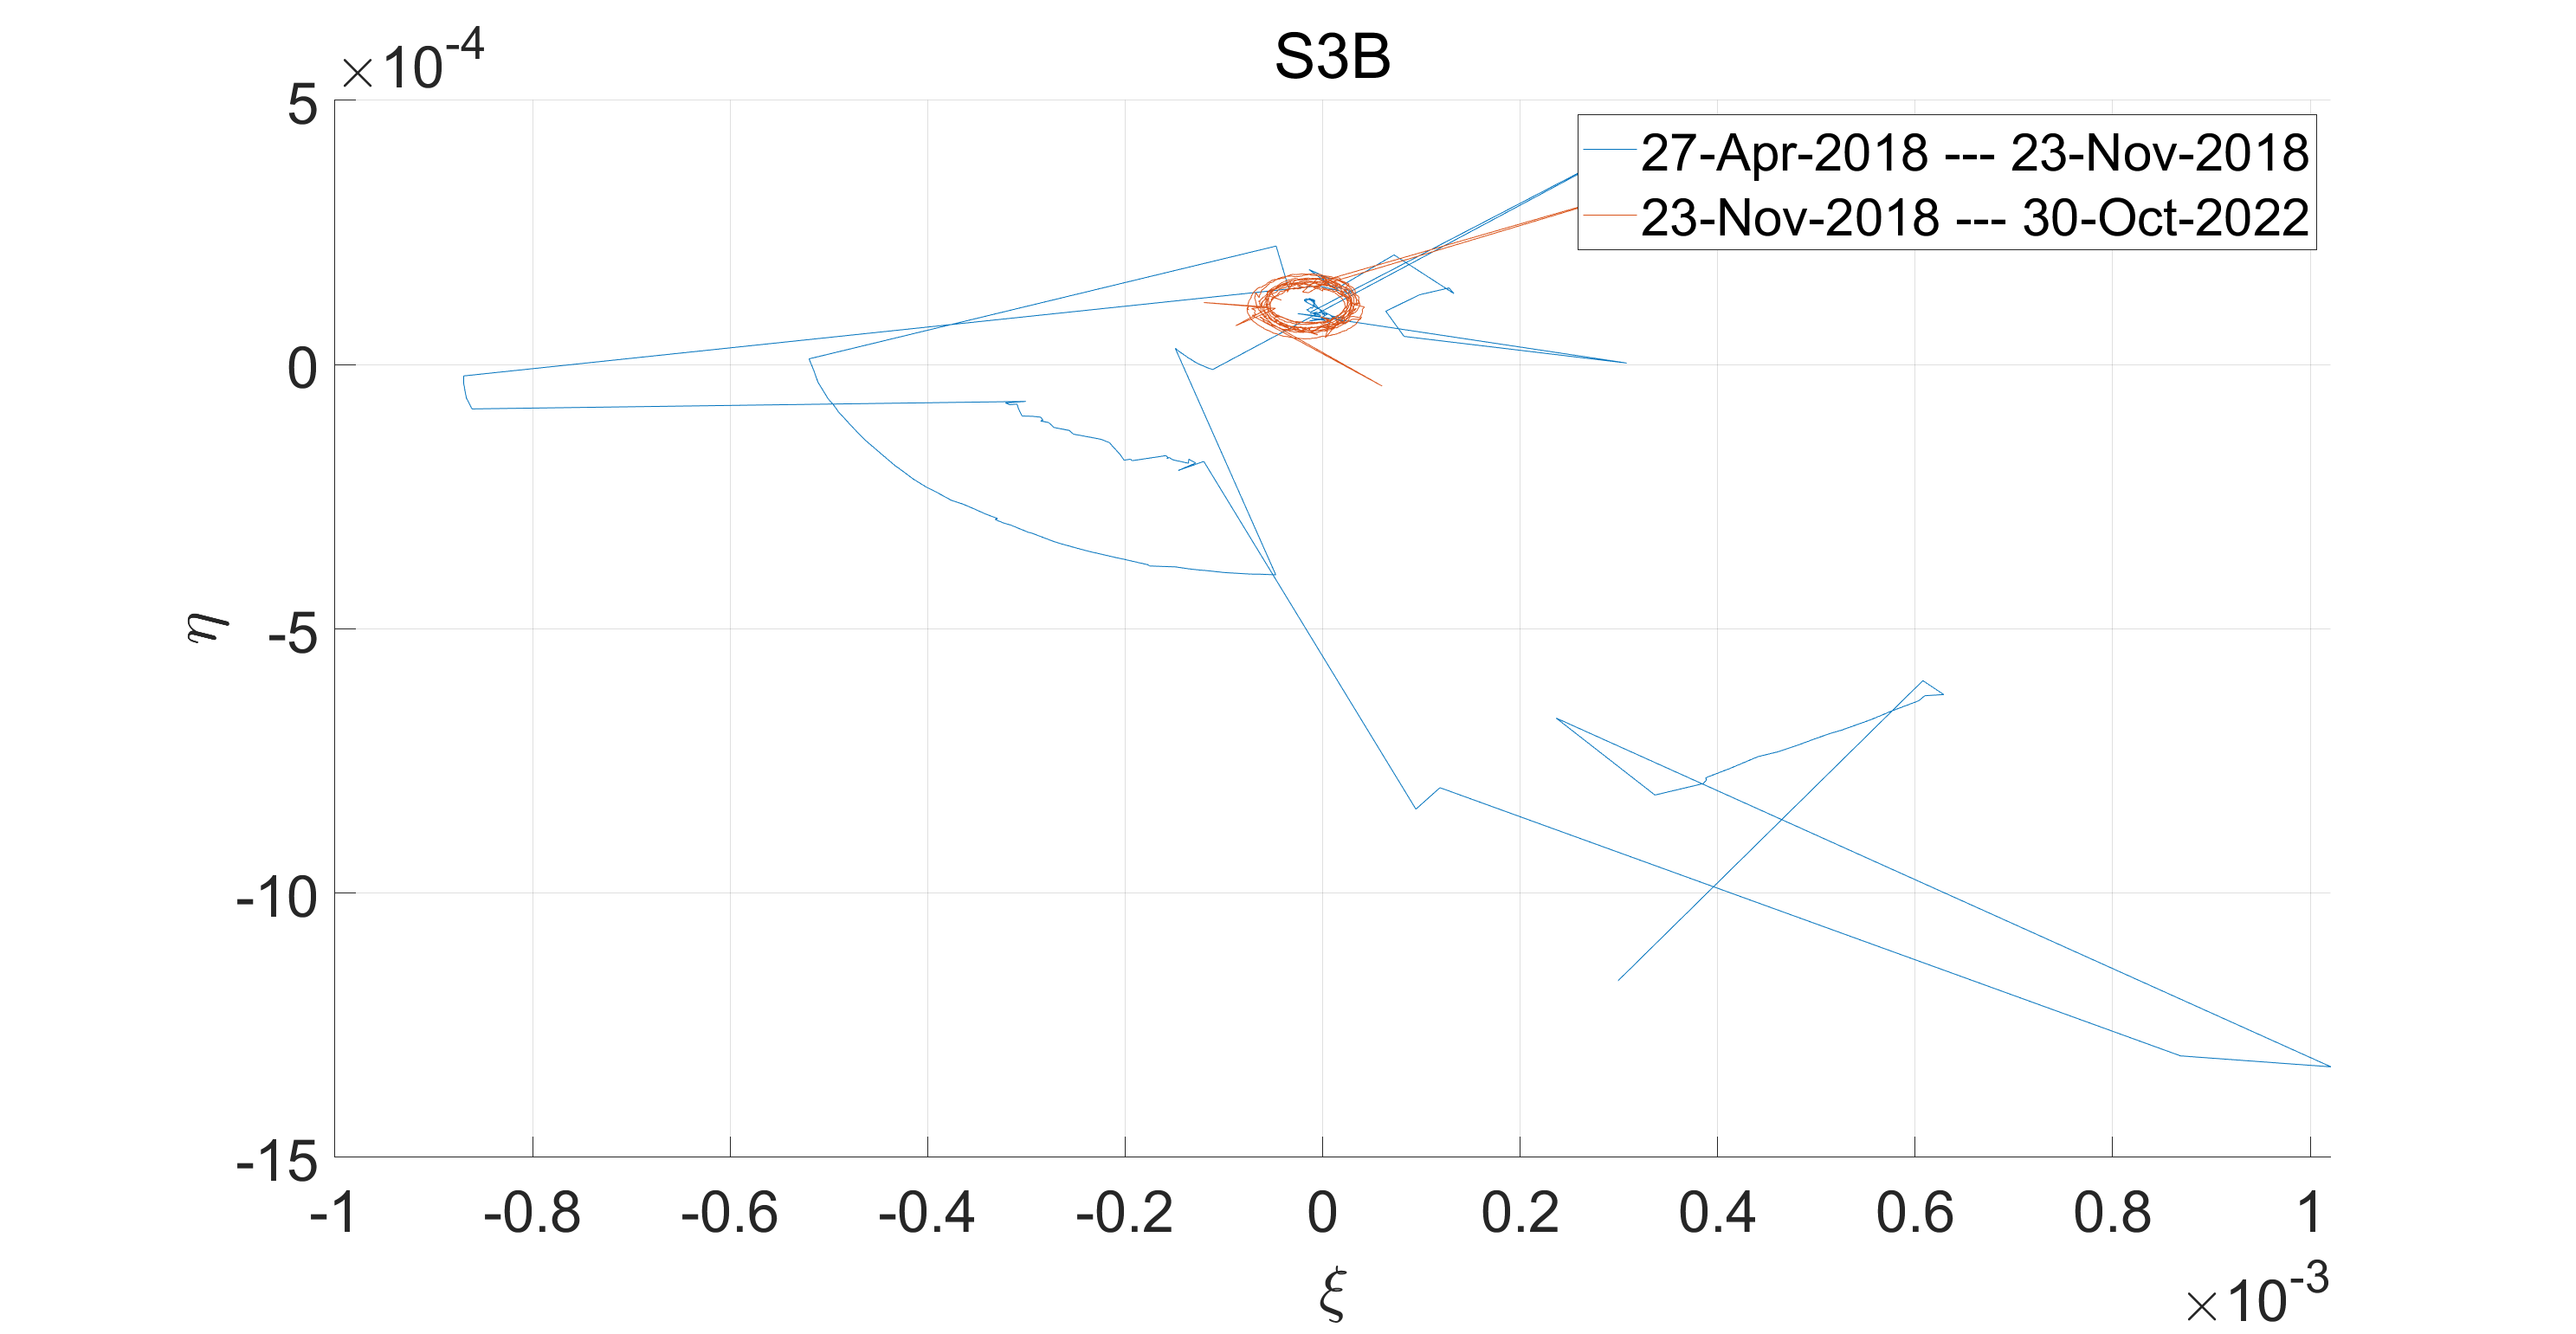 S3B
×10-4
5
0
-5
-10
-15
η
27-Apr-2018 --- 23-Nov-2018
23-Nov-2018 --- 30-Oct-2022
-1 -0.8 -0.6 -0.4 -0.2 0 0.2 0.4 0.6 0.8 1
ξ
×10-3